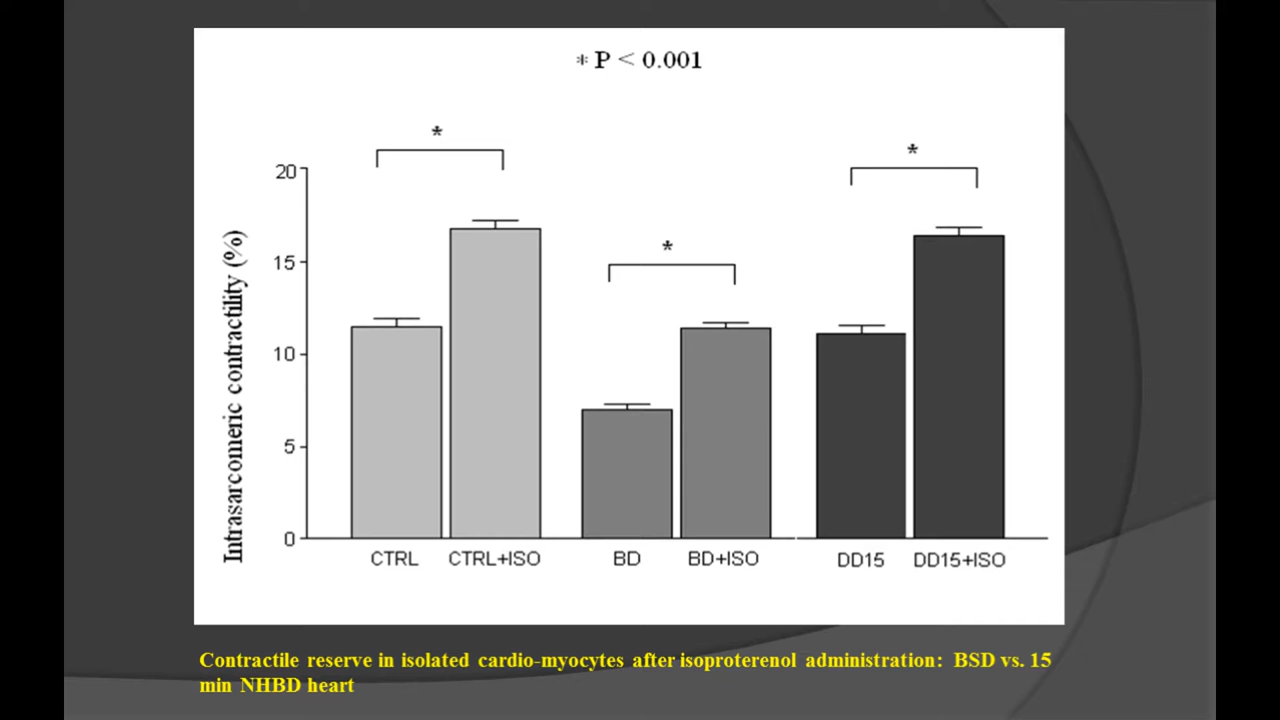 * P < 0.001
*
*
*
20
15
10
5
0
Intrasarcomeric contractility (%)
CTRL CTRL+ISO BD BD+ISO DD15 DD15+ISO
Contractile reserve in isolated cardio-myocytes after isoproterenol administration: BSD vs. 15
min NHBD heart